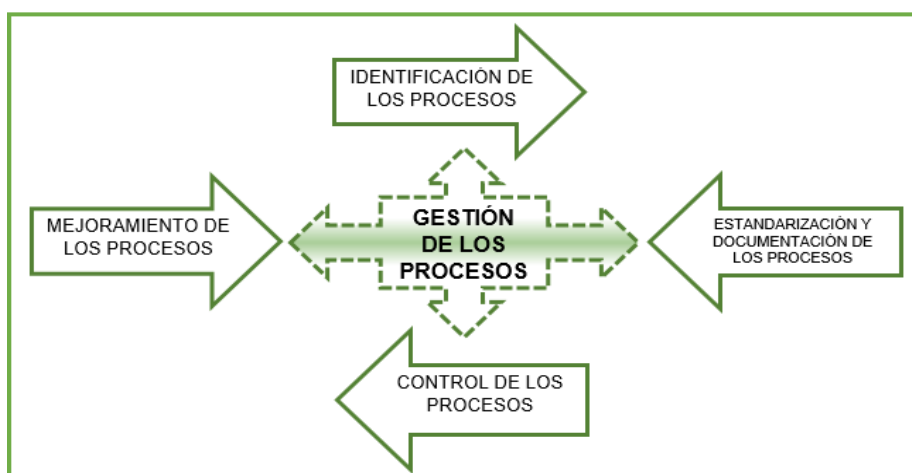 IDENTIFICACIÓN DE
LOS PROCESOS
MEJORAMIENTO DE
LOS PROCESOS
GESTIÓN
DE LOS
PROCESOS
ESTANDARIZACIÓN Y
DOCUMENTACIÓN DE
LOS PROCESOS
CONTROL DE LOS
PROCESOS